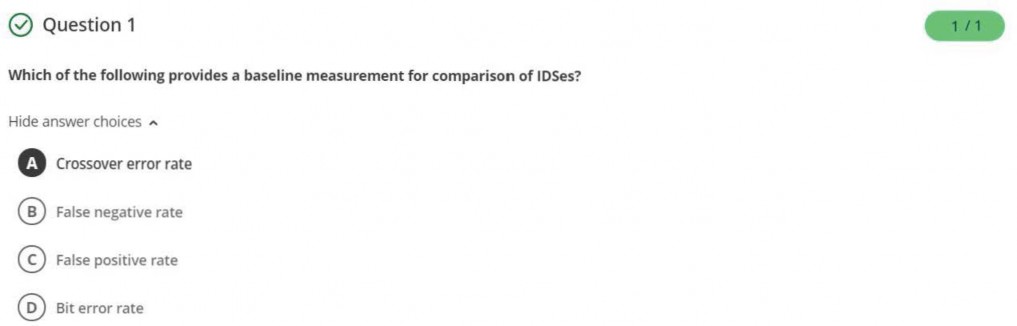 Question 1
1 / 1
Which of the following provides a baseline measurement for comparison of IDSes?
Hide answer choices
A Crossover error rate
B False negative rate
C False positive rate
D Bit error rate